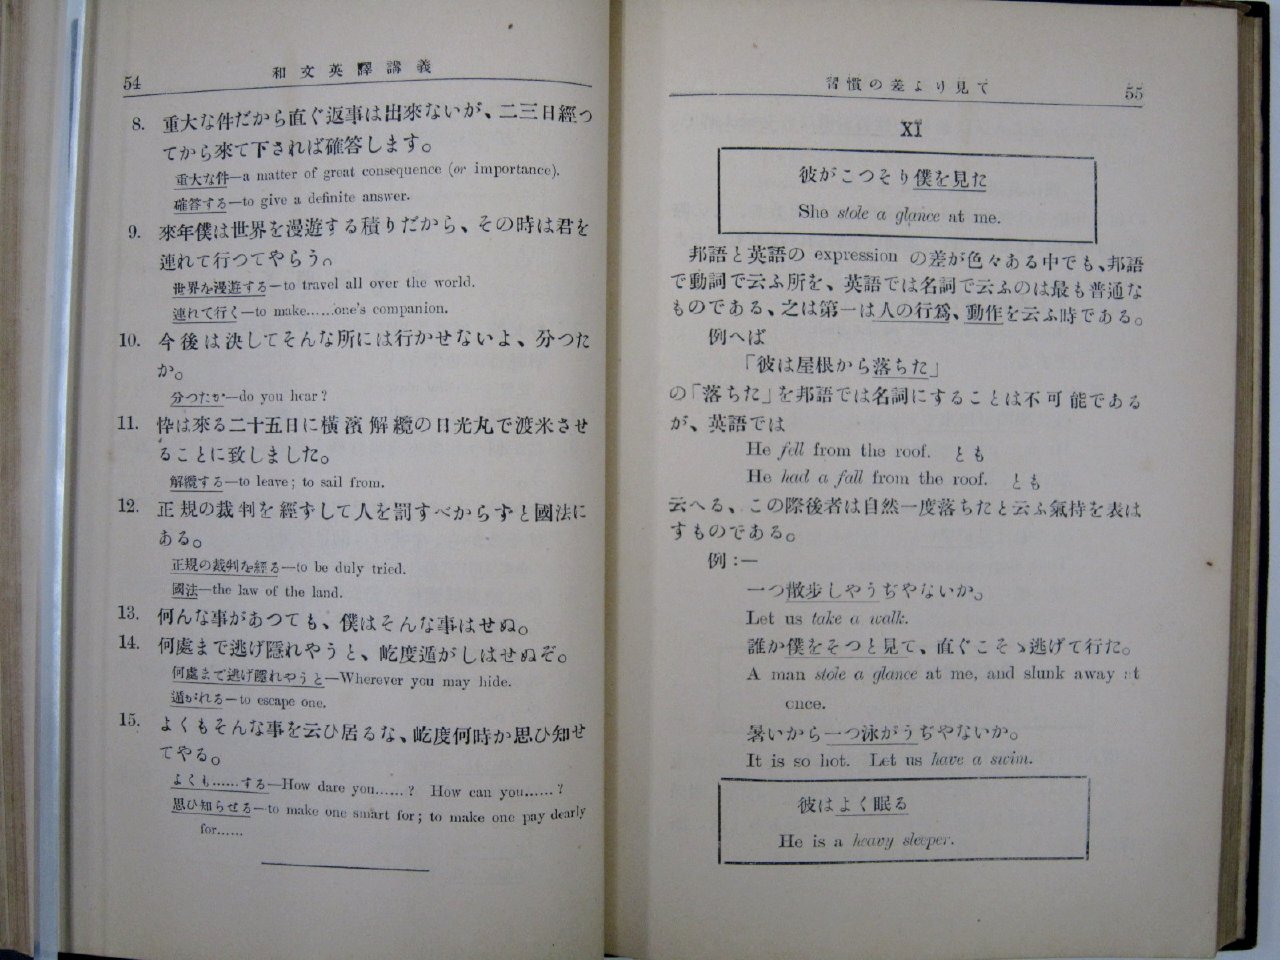 54
和文英譯講義
8. 重大な件だから直ぐ返事は出來ないが、二三日經つ
てから來て下されば確答します。
重大な件—a matter of great consequence (or importance).
確答する—to give a definite answer.
9. 來年僕は世界を漫遊する積りだから、その時は君を
連れて行つてやらう。
世界を漫遊する—to travel all over the world.
連れて行く—to make......one's companion.
10. 今後は決してそんな所には行かせないよ、分つた
か。
分つたか—do you hear?
11. 悴は來る二十五日に橫濱解纜の日光丸で渡米させ
ることに致しました。
解纜する—to leave; to sail from.
12. 正規の裁判を經ずして人を罰すべからずと國法に
ある。
正規の裁判を經る—to be duly tried.
國法—the law of the land.
13. 何んな事があつても、僕はそんな事はせぬ。
14. 何處まで逃げ隱れやうと、屹度遁がしはせぬぞ。
何處まで逃げ隱れやうと—Wherever you may hide.
遁がれる—to escape one.
15. よくもそんな事を云ひ居るな、屹度何時か思ひ知せ
てやる。
よくも......する—How dare you......? How can you......?
思ひ知らせる—to make one smart for; to make one pay dearly
for......
習慣の差より見て
55
XI
彼がこつそり僕を見た
She stole a glance at me.
邦語と英語の expression の差が色々ある中でも、邦語
で動詞で云ふ所を、英語では名詞で云ふのは最も普通な
ものである、之は第一は人の行爲、動作を云ふ時である。
例へば
「彼は屋根から落ちた」
の「落ちた」を邦語では名詞にすることは不可能である
が、英語では
He fell from the roof. とも
He had a fall from the roof. とも
云へる、この際後者は自然一度落ちたと云ふ氣持を表は
すものである。
例:—
一つ散步しやうぢやないか。
Let us take a walk.
誰か僕をそつと見て、直ぐこそゝ逃げて行だ。
A man stole a glance at me, and slunk away at
once.
暑いから一つ泳がうぢやないか。
It is so hot. Let us have a swim.
彼はよく眠る
He is a heavy sleeper.